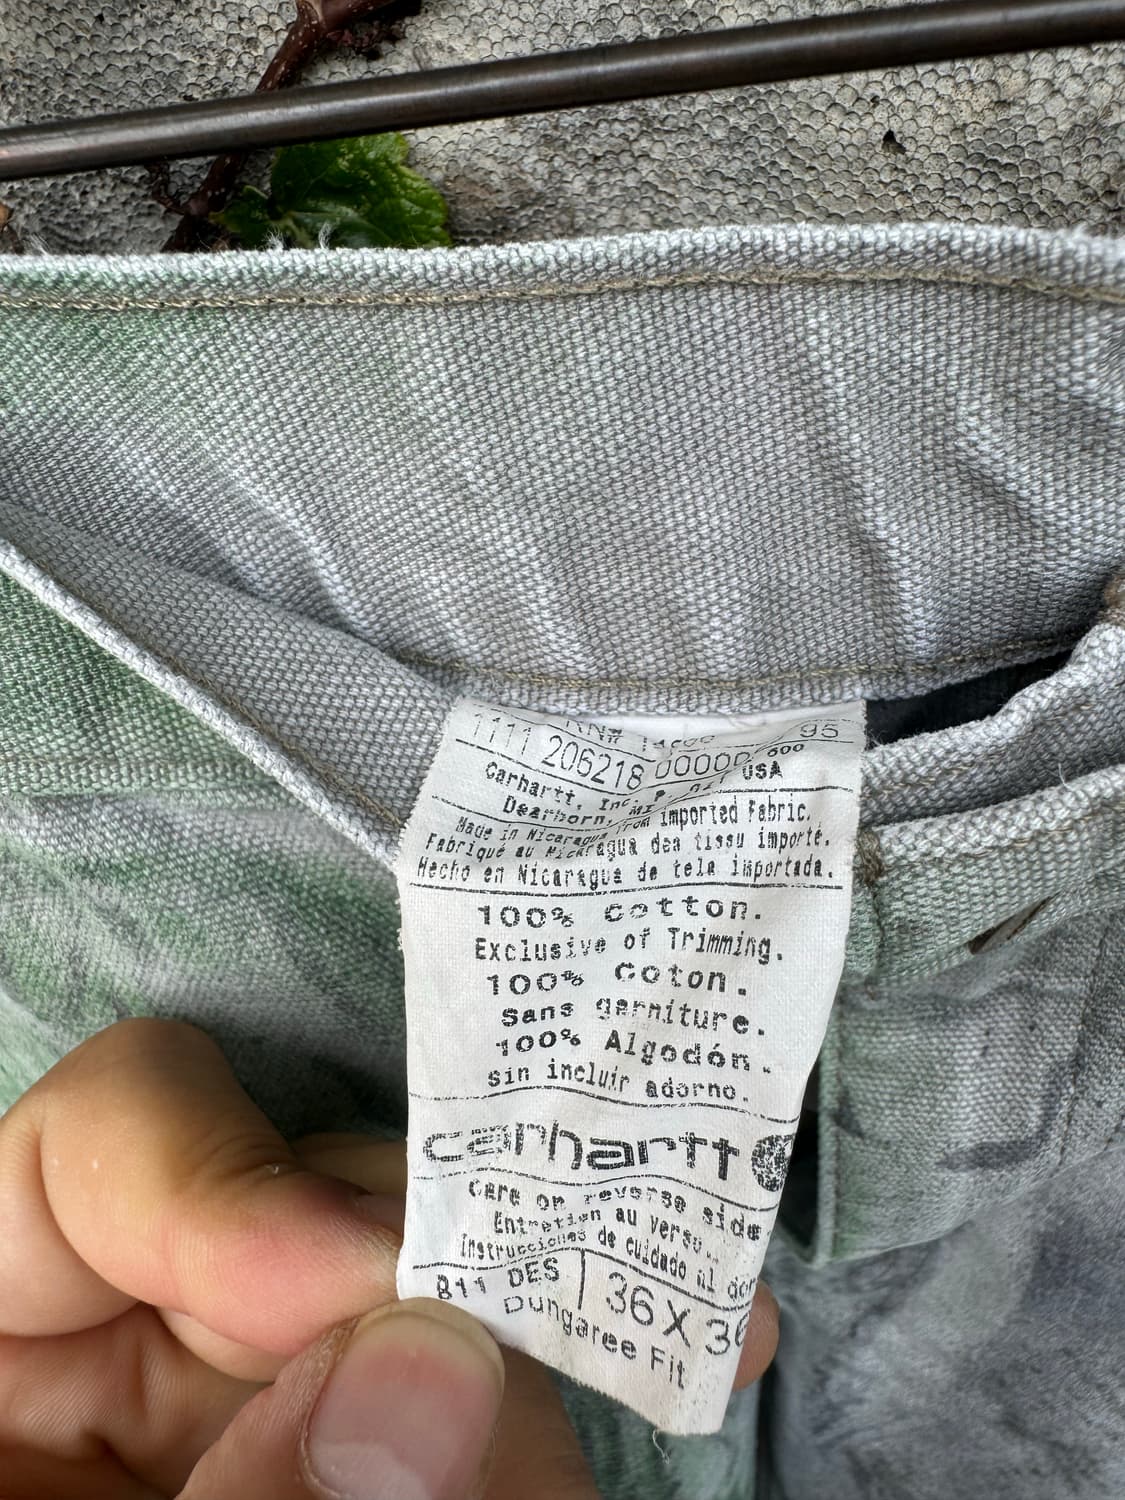 RN#
95
1111 206218 00000 600
Carhartt, Inc. USA
Dearborn, MI
Made in Nicaragua from imported Fabric.
Fabriqué au Nicaragua dea tissu importé.
Hecho en Nicaragua de tela importada.
100% cotton.
Exclusive of Trimming.
100% Coton.
Sans garniture.
100% Algodón.
Sin incluir adorno.
carhartt
Care on reverse side
Entretien au verso.
Instrucciones de cuidado al dor
B11 DES
36 X 36
Dungaree Fit